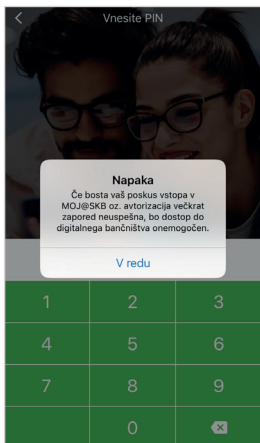 Vnesite PIN
Napaka
Če bosta vaš poskus vstopa v
MOJ@SKB oz. avtorizacija večkrat
zapored neuspešna, bo dostop do
digitalnega bančništva onemogočen.
V redu
1 2 3
4 5 6
7 8 9
0